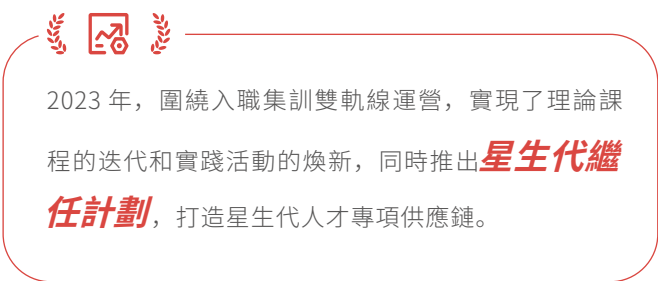 2023 年，圍繞入職集訓雙軌線運營，實現了理論課
程的迭代和實踐活動的煥新，同時推出星生代繼
任計劃，打造星生代人才專項供應鏈。